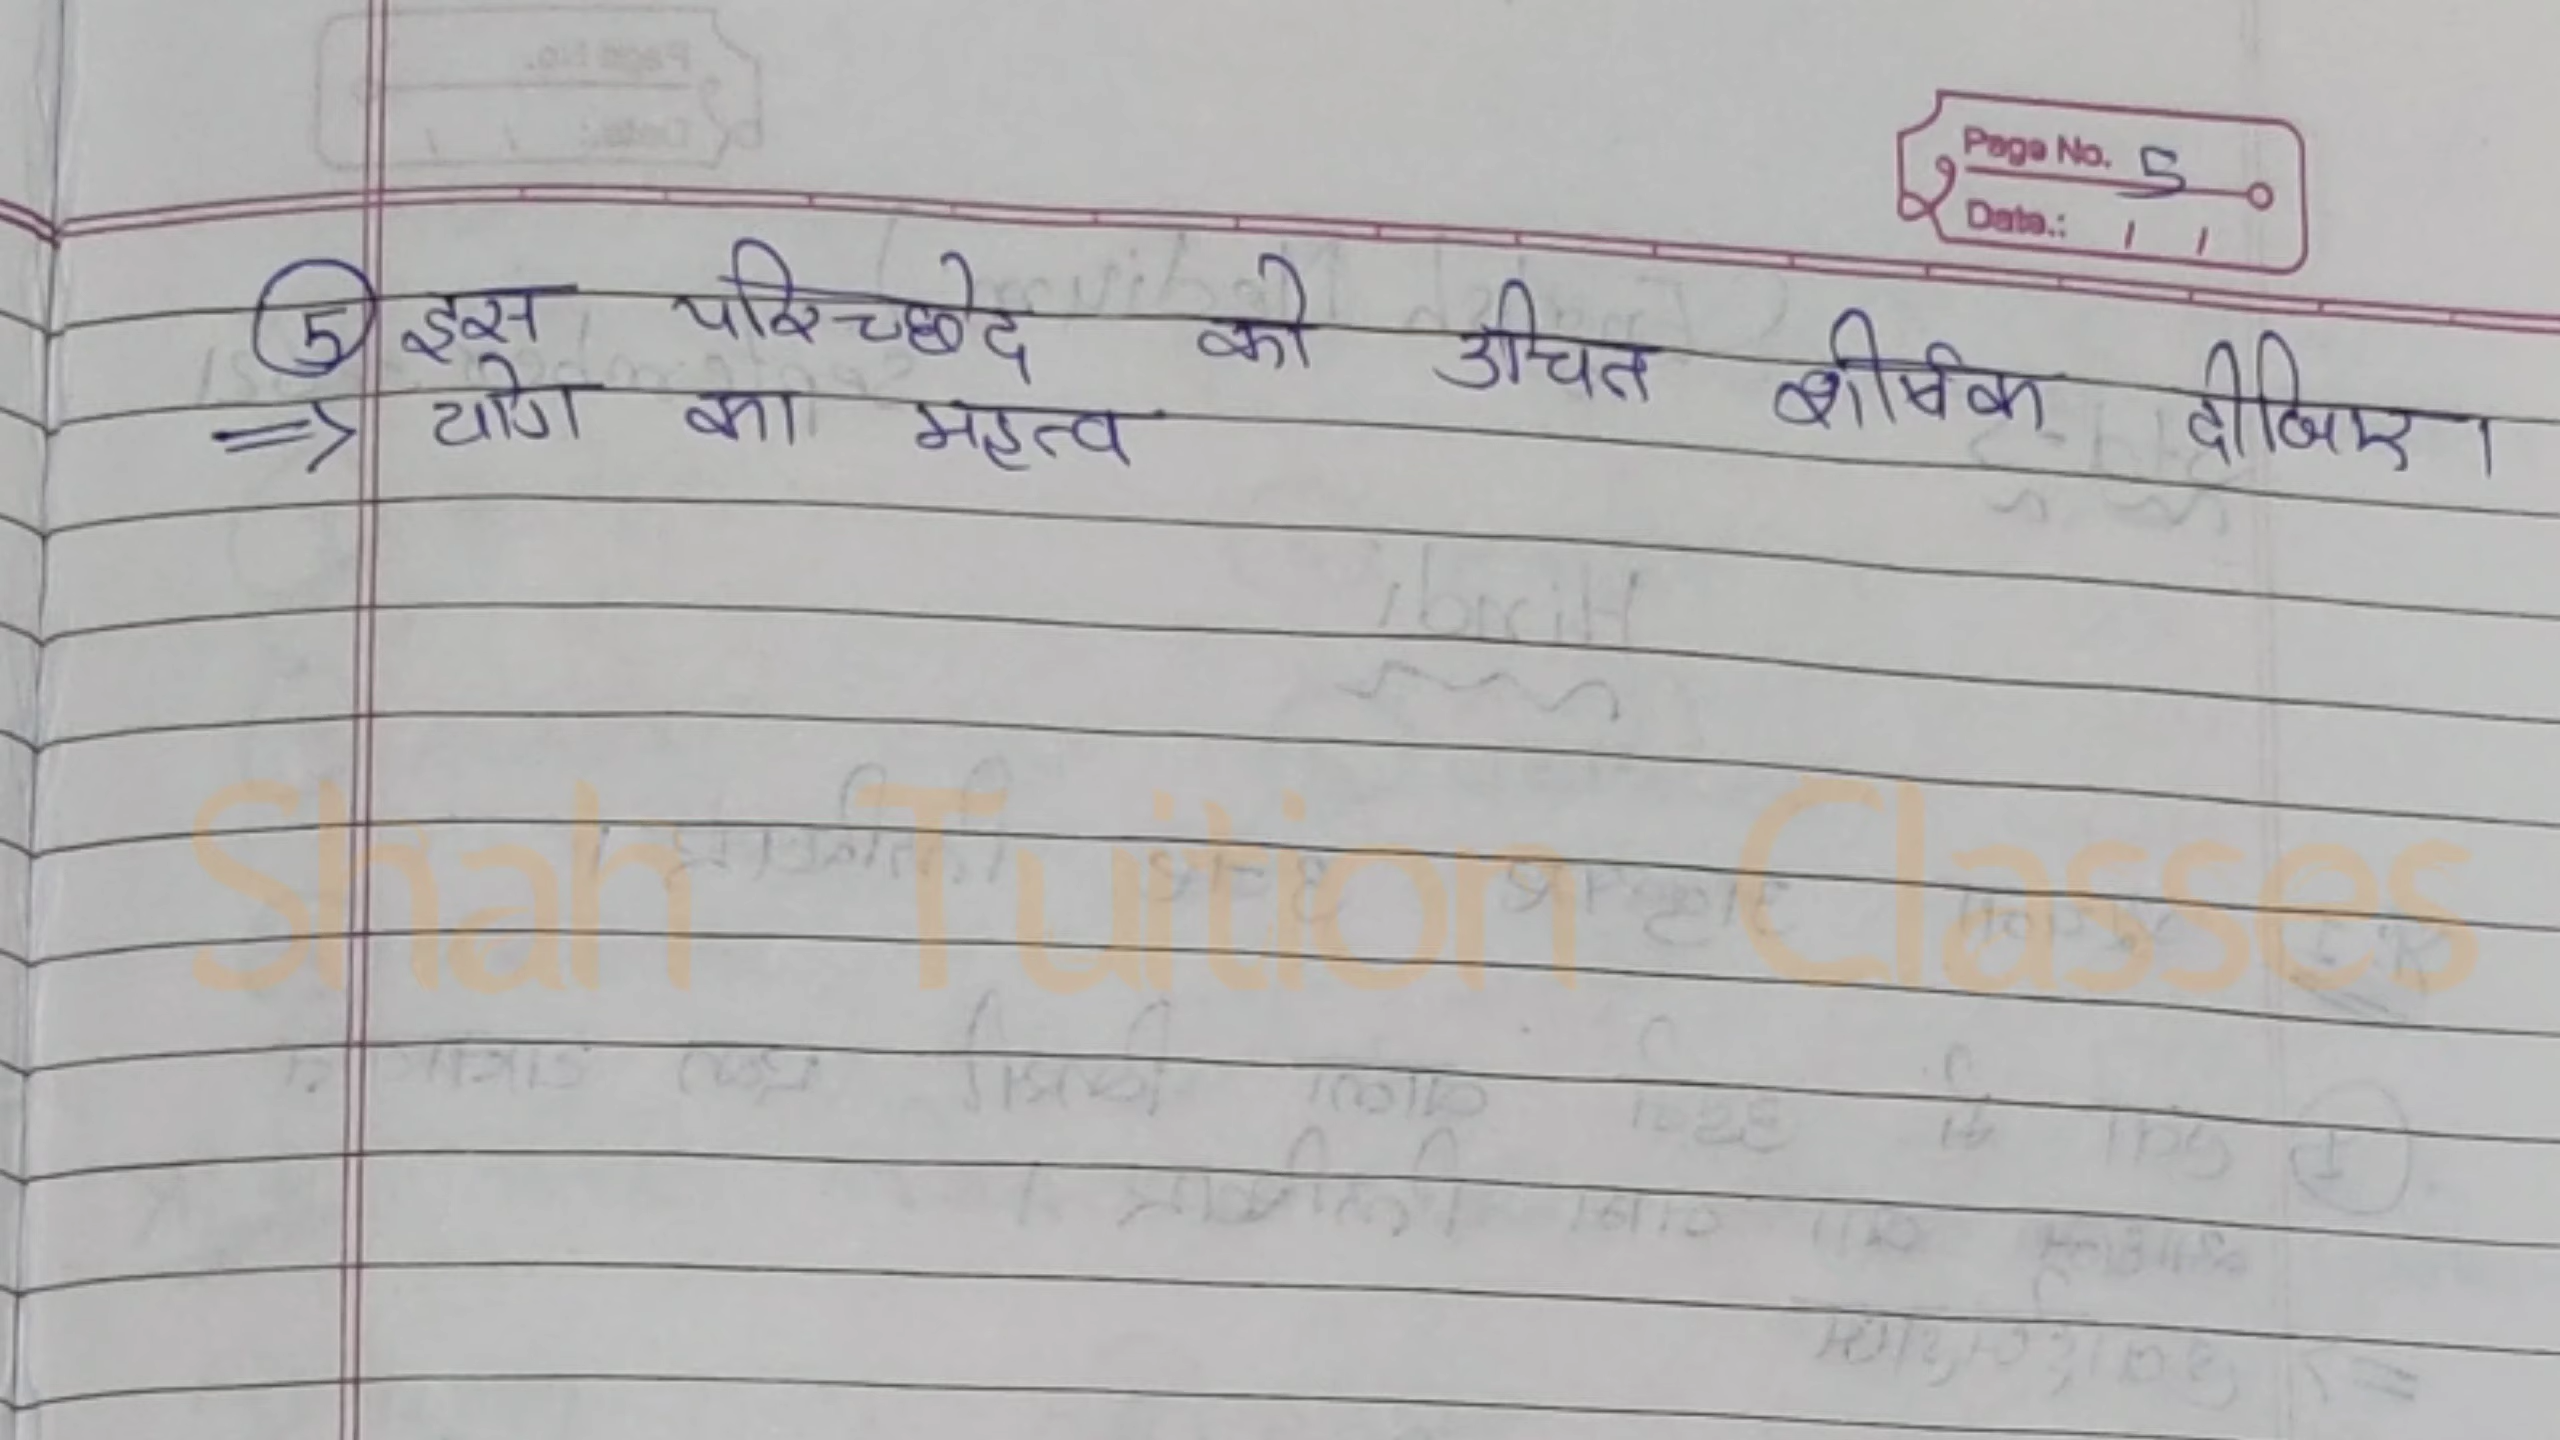 Page No. 5
Date.: / /
(5) इस परिच्छेद को उचित शीर्षक दीजिए।
=> योग का महत्व
Shah Tuition Classes